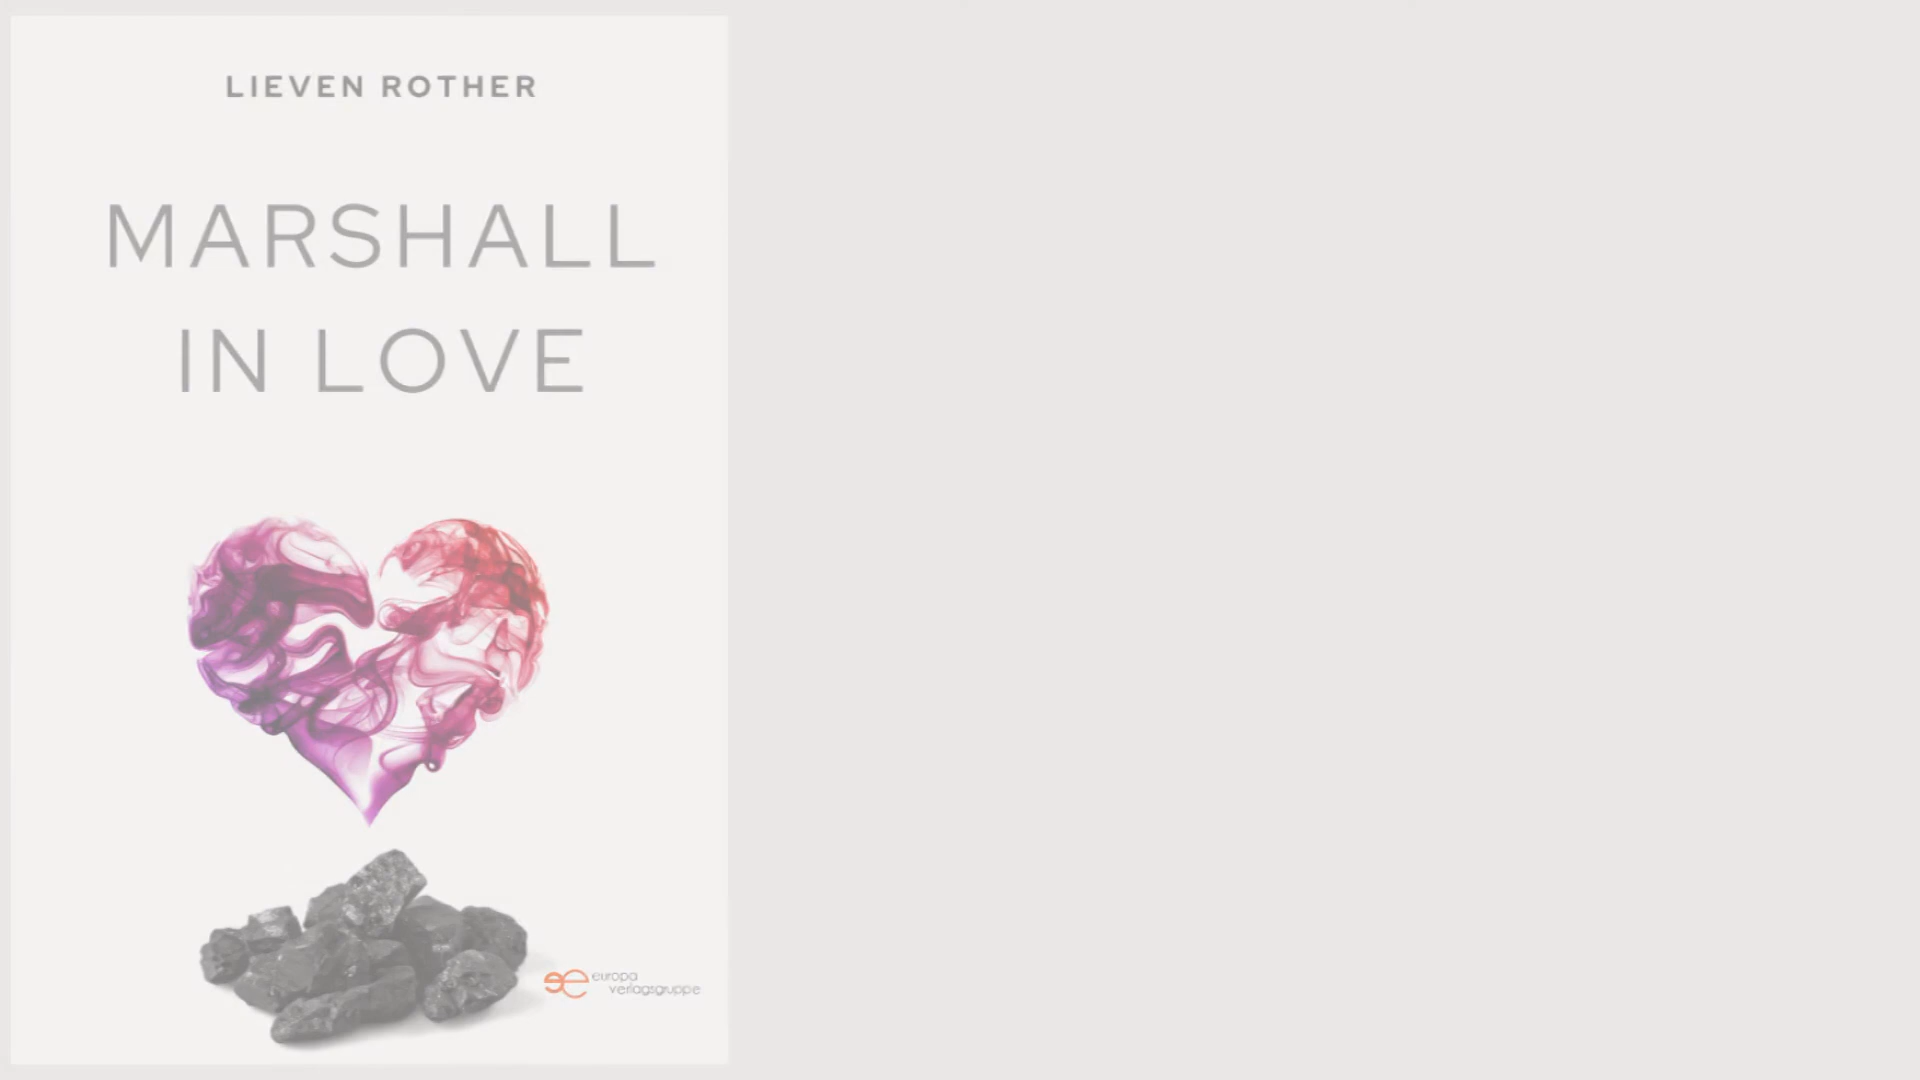 LIEVEN ROTHER
MARSHALL
IN LOVE
europa
verlagsgruppe